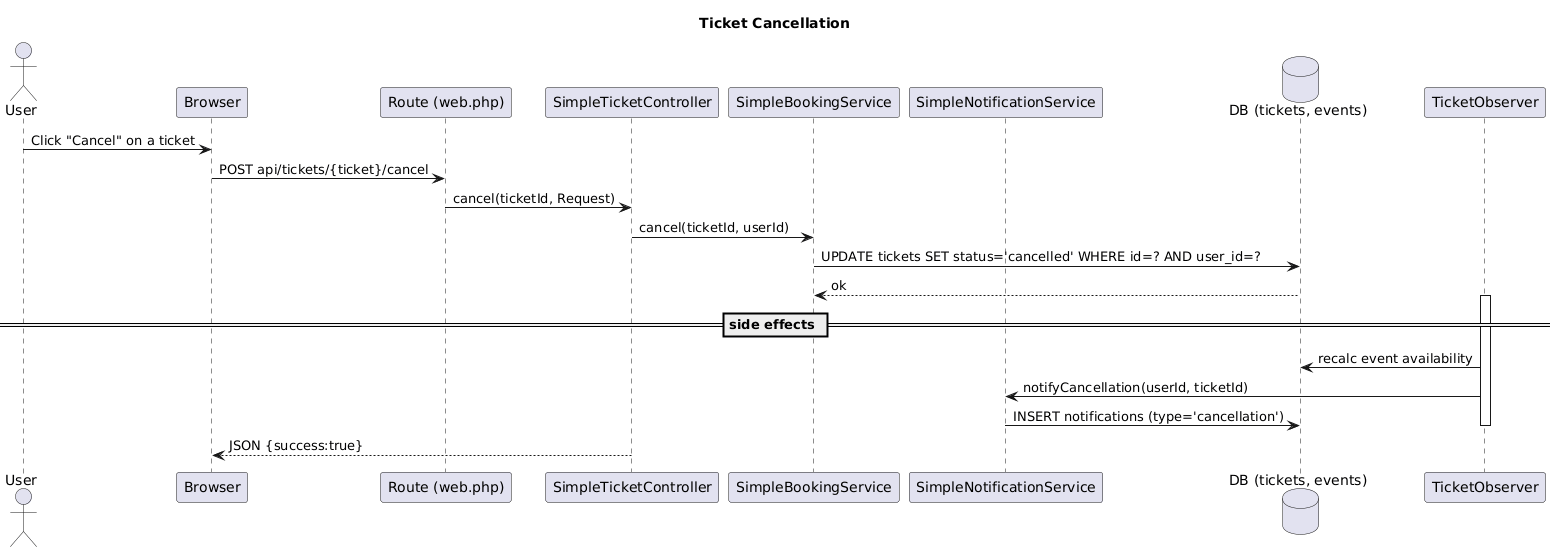 Ticket Cancellation
User
Browser
Route (web.php)
SimpleTicketController
SimpleBookingService
SimpleNotificationService
DB (tickets, events)
TicketObserver
Click "Cancel" on a ticket
POST api/tickets/{ticket}/cancel
cancel(ticketId, Request)
cancel(ticketId, userId)
UPDATE tickets SET status='cancelled' WHERE id=? AND user_id=?
ok
side effects
recalc event availability
notifyCancellation(userId, ticketId)
INSERT notifications (type='cancellation')
JSON {success:true}
User
Browser
Route (web.php)
SimpleTicketController
SimpleBookingService
SimpleNotificationService
DB (tickets, events)
TicketObserver